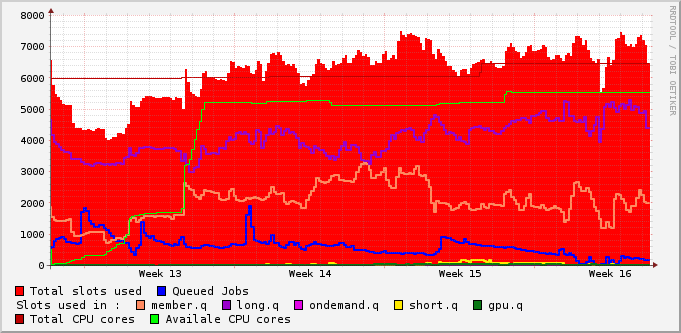 RRDTOOL / TOBI OETIKER
8000
7000
6000
5000
4000
3000
2000
1000
0
Week 13 Week 14 Week 15 Week 16
Total slots used Queued Jobs
Slots used in : member.q long.q ondemand.q short.q gpu.q
Total CPU cores Availale CPU cores